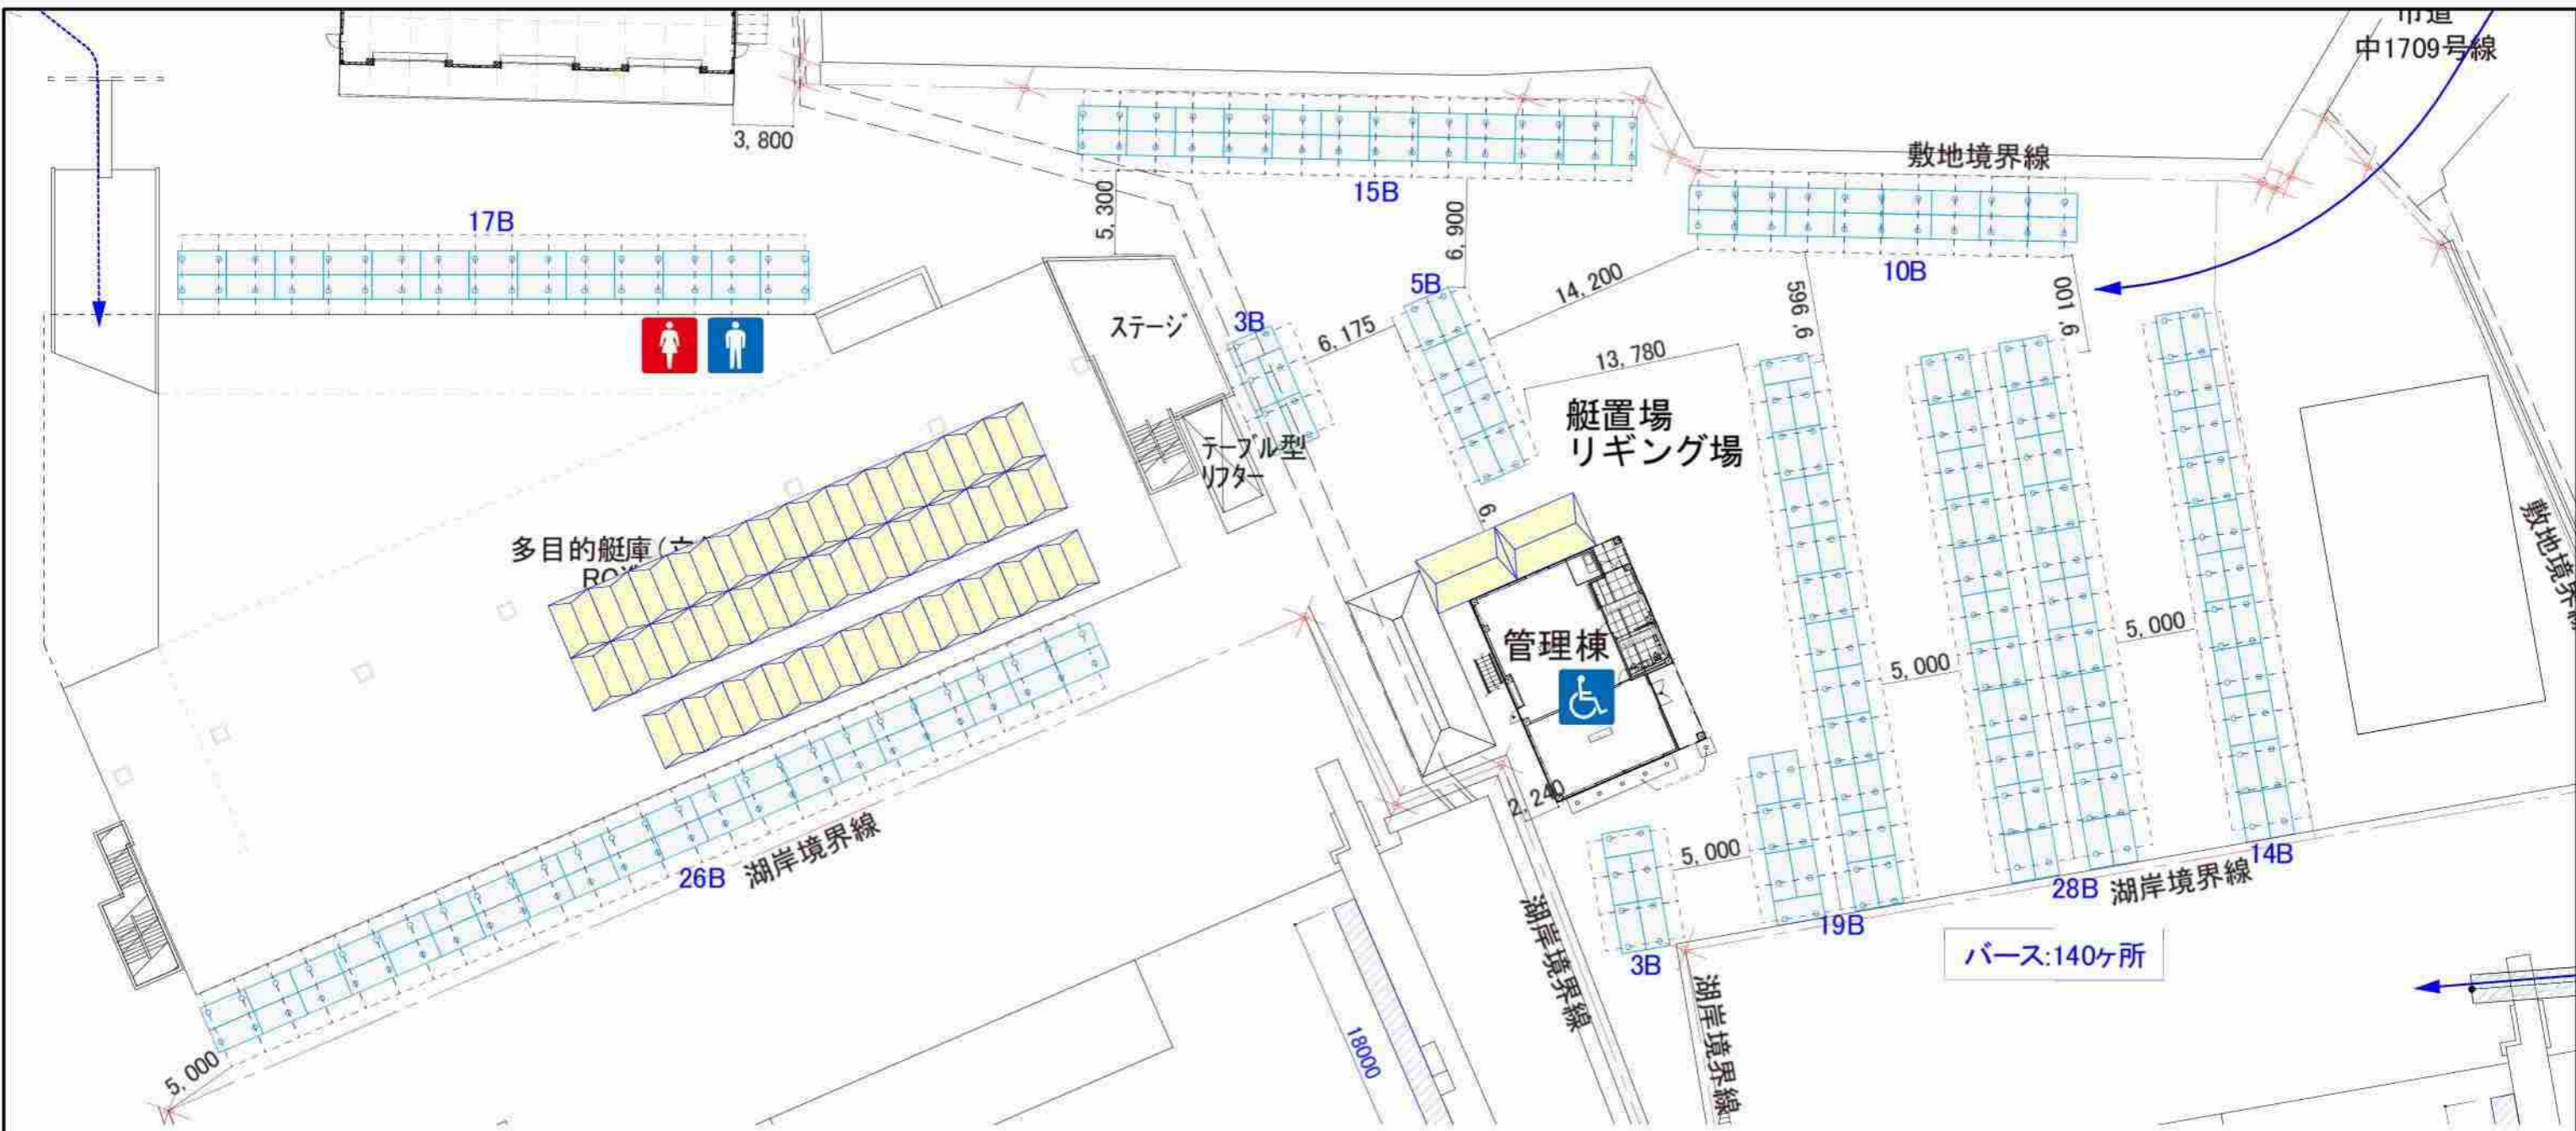 市道
中1709号線
3,800
敷地境界線
15B
5,300
6,900
17B
10B
5B
14,200
596,6
001,6
ステージ
3B
6,175
13,780
艇置場
リギング場
テーブル型
リフター
6,
敷地境界
多目的艇庫(
管理棟
5,000
5,000
2,240
5,000
14B
26B
湖岸境界線
28B
湖岸境界線
19B
湖岸境界線
バース:140ヶ所
3B
湖岸境界線
18000
5,000